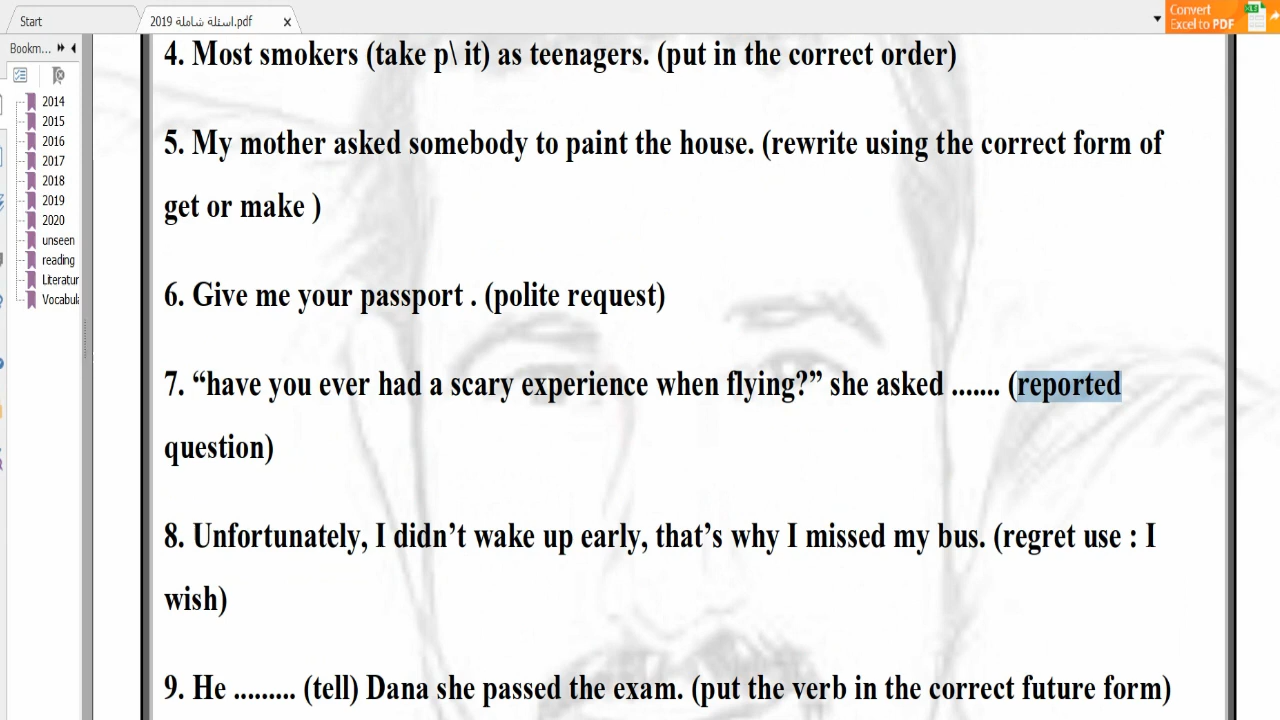 Start
اسئلة شاملة 2019.pdf
Convert
Excel to PDF
Bookm...
2014
2015
2016
2017
2018
2019
2020
unseen
reading
Literatur
Vocabula
4. Most smokers (take p\ it) as teenagers. (put in the correct order)
5. My mother asked somebody to paint the house. (rewrite using the correct form of
get or make )
6. Give me your passport . (polite request)
7. “have you ever had a scary experience when flying?” she asked ....... (reported
question)
8. Unfortunately, I didn’t wake up early, that’s why I missed my bus. (regret use : I
wish)
9. He ......... (tell) Dana she passed the exam. (put the verb in the correct future form)